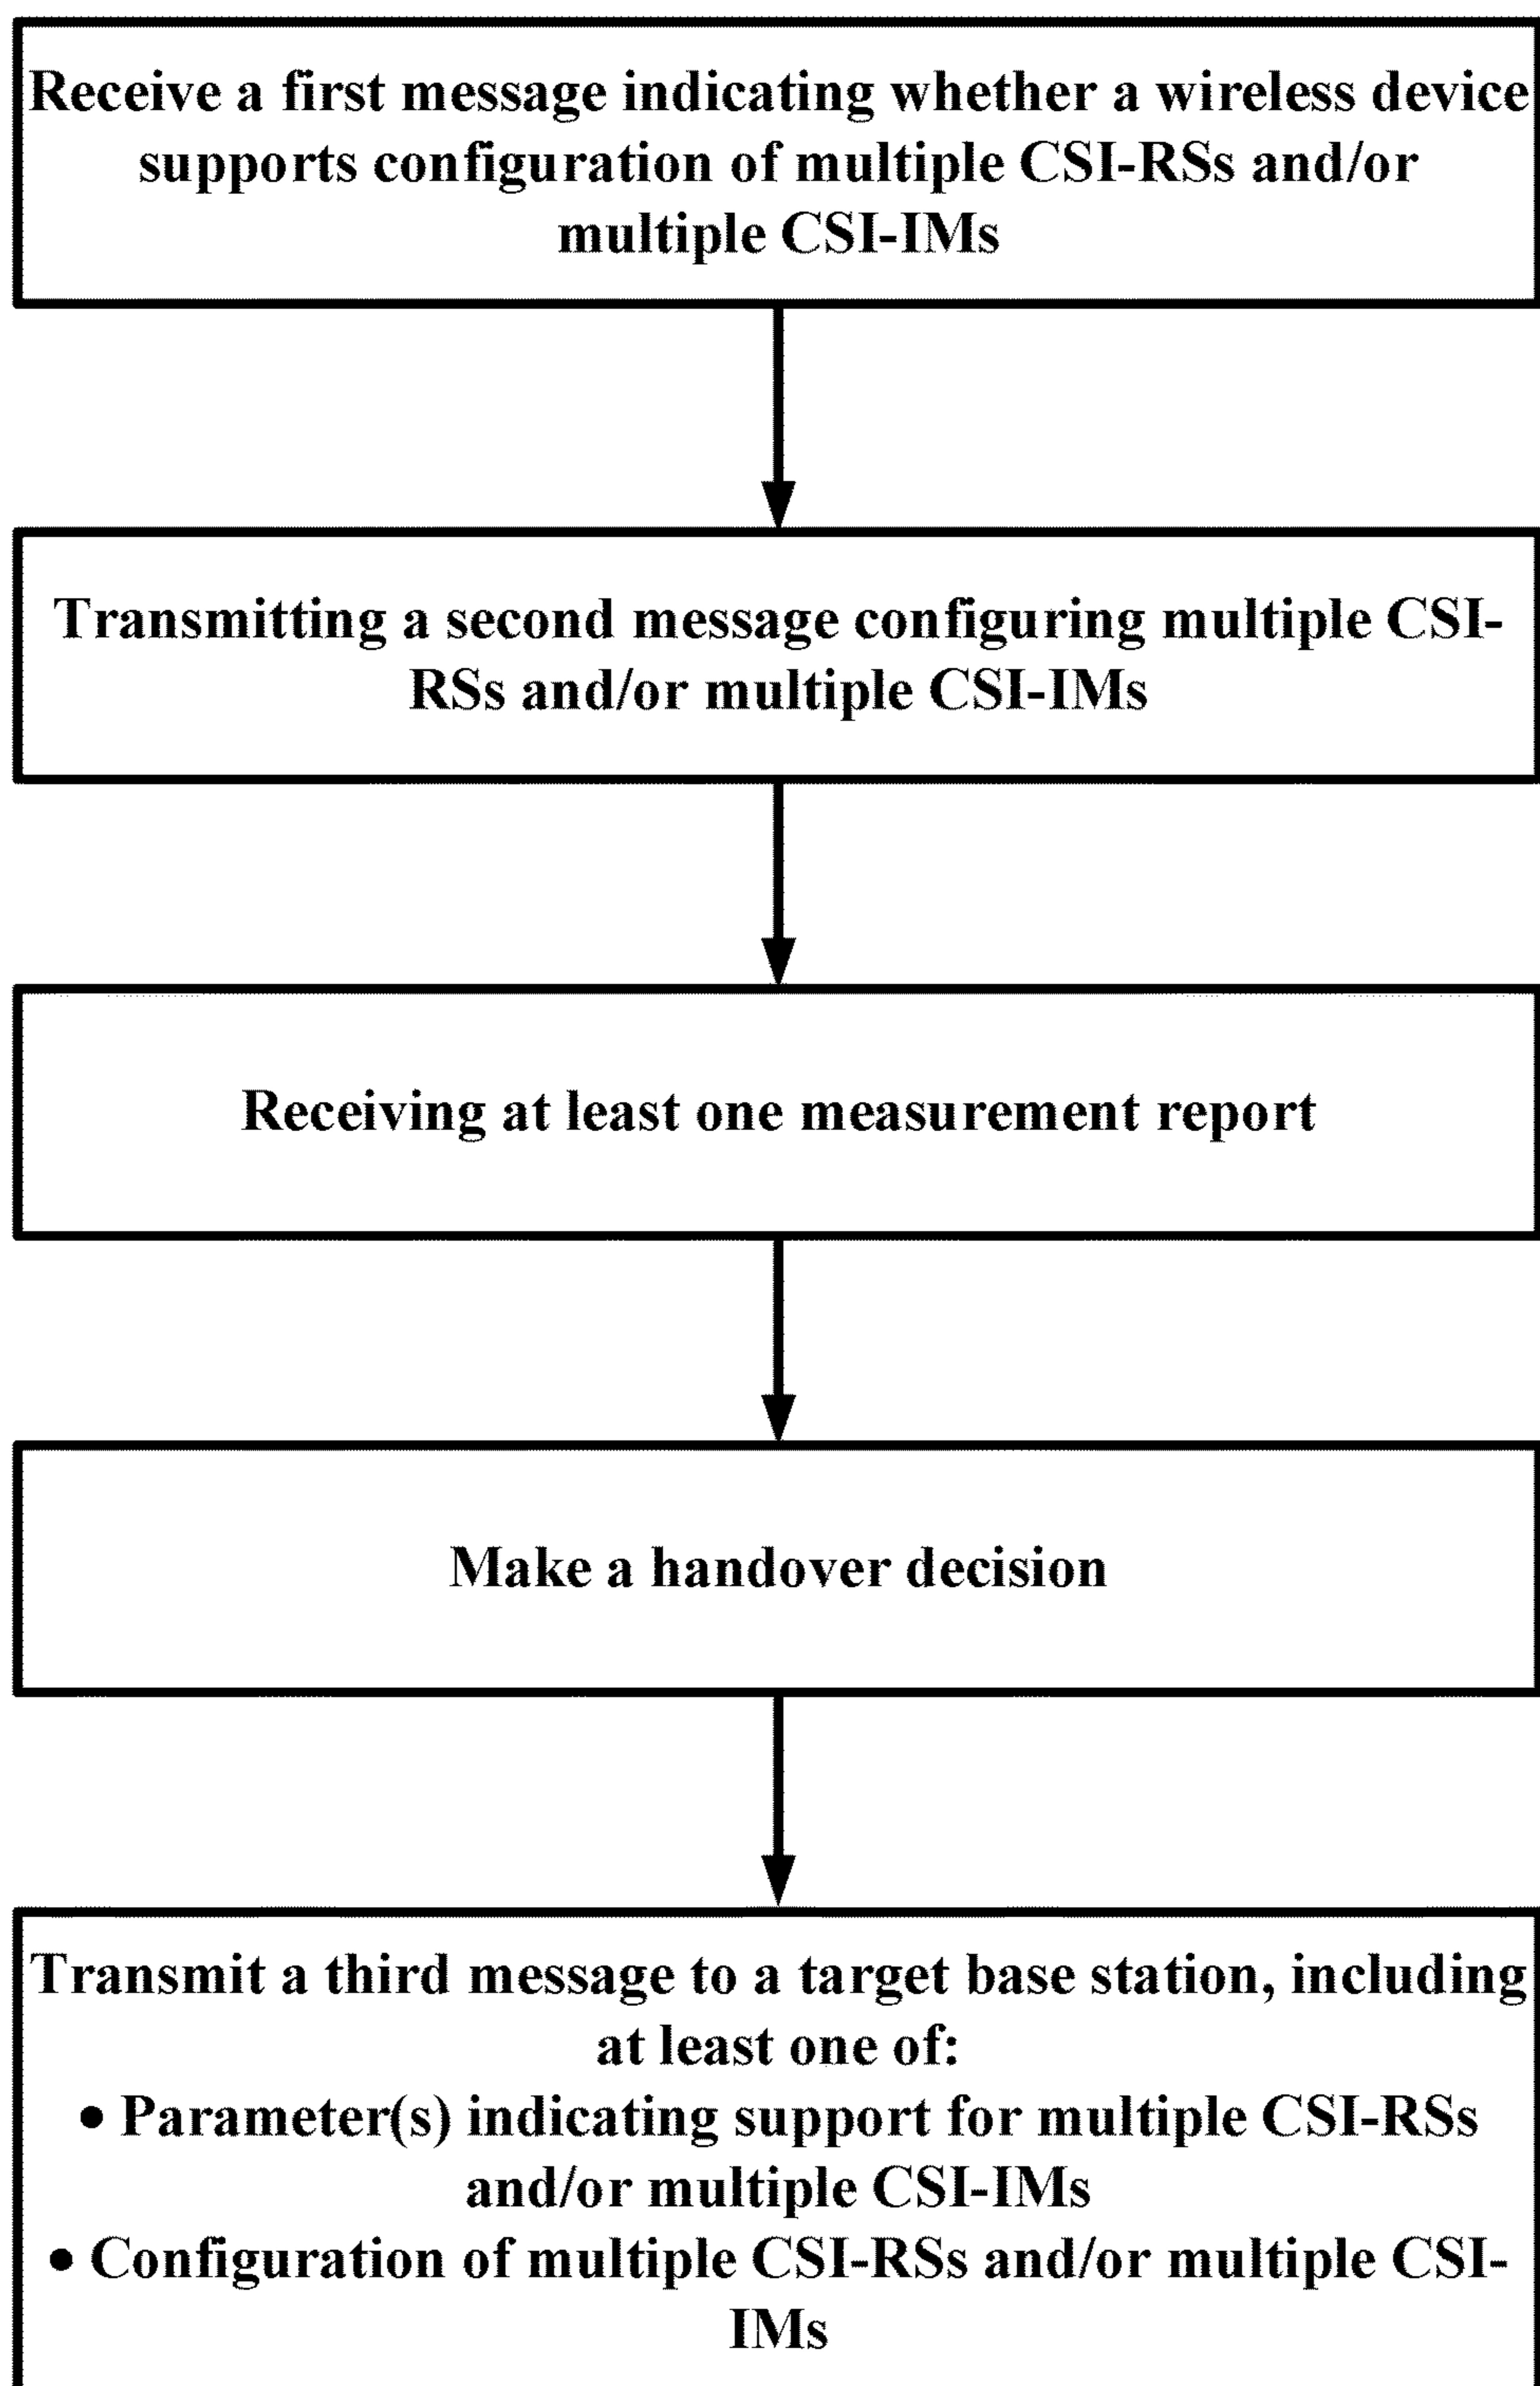 Receive a first message indicating whether a wireless device
supports configuration of multiple CSI-RSs and/or
multiple CSI-IMs
Transmitting a second message configuring multiple CSI-
RSs and/or multiple CSI-IMs
Receiving at least one measurement report
Make a handover decision
Transmit a third message to a target base station, including
at least one of:
• Parameter(s) indicating support for multiple CSI-RSs
and/or multiple CSI-IMs
• Configuration of multiple CSI-RSs and/or multiple CSI-
IMs